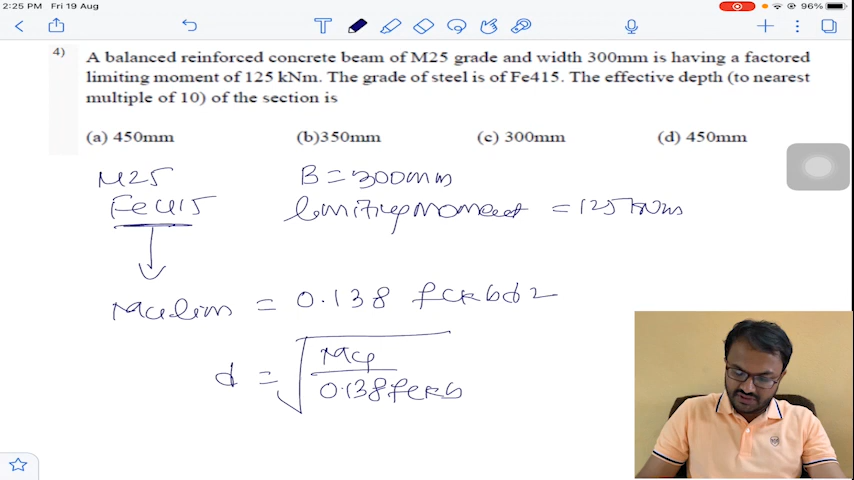 2:25 PM Fri 19 Aug
96%
4)
A balanced reinforced concrete beam of M25 grade and width 300mm is having a factored
limiting moment of 125 kNm. The grade of steel is of Fe415. The effective depth (to nearest
multiple of 10) of the section is
(a) 450mm (b)350mm (c) 300mm (d) 450mm
M25 B = 300mm
Fe415 limiting moment = 125 kNm
Mulim = 0.138 fck bd2
d = √ Mu
0.138 fck b